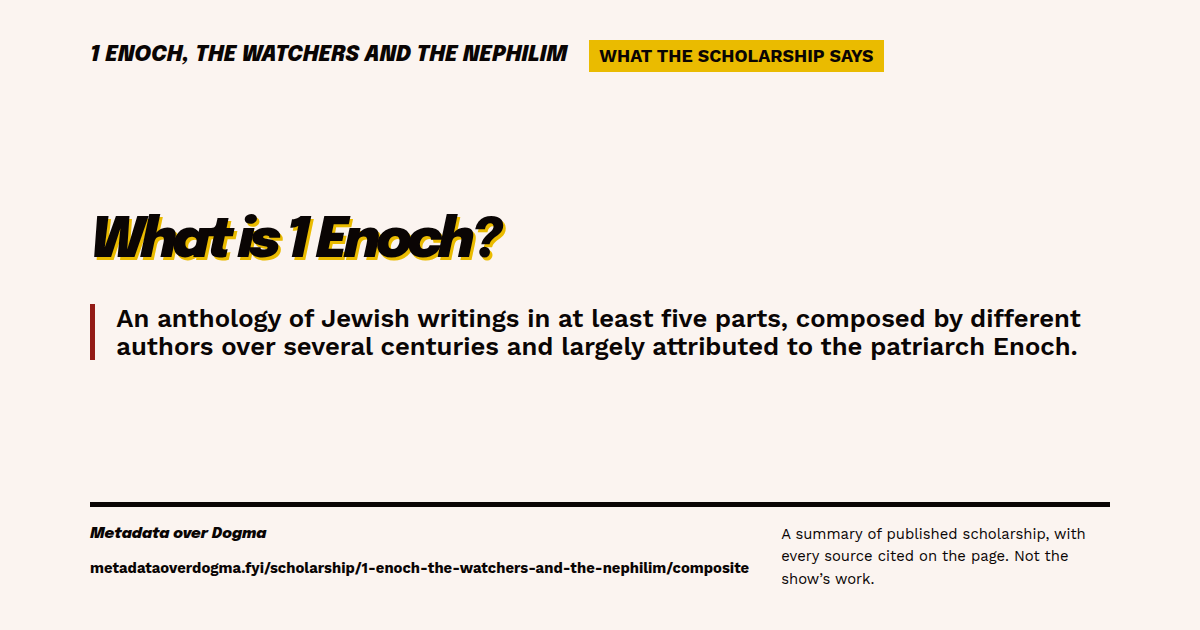 1 ENOCH, THE WATCHERS AND THE NEPHILIM
WHAT THE SCHOLARSHIP SAYS
What is 1 Enoch?
An anthology of Jewish writings in at least five parts, composed by different
authors over several centuries and largely attributed to the patriarch Enoch.
Metadata over Dogma
metadataoverdogma.fyi/scholarship/1-enoch-the-watchers-and-the-nephilim/composite
A summary of published scholarship, with
every source cited on the page. Not the
show’s work.